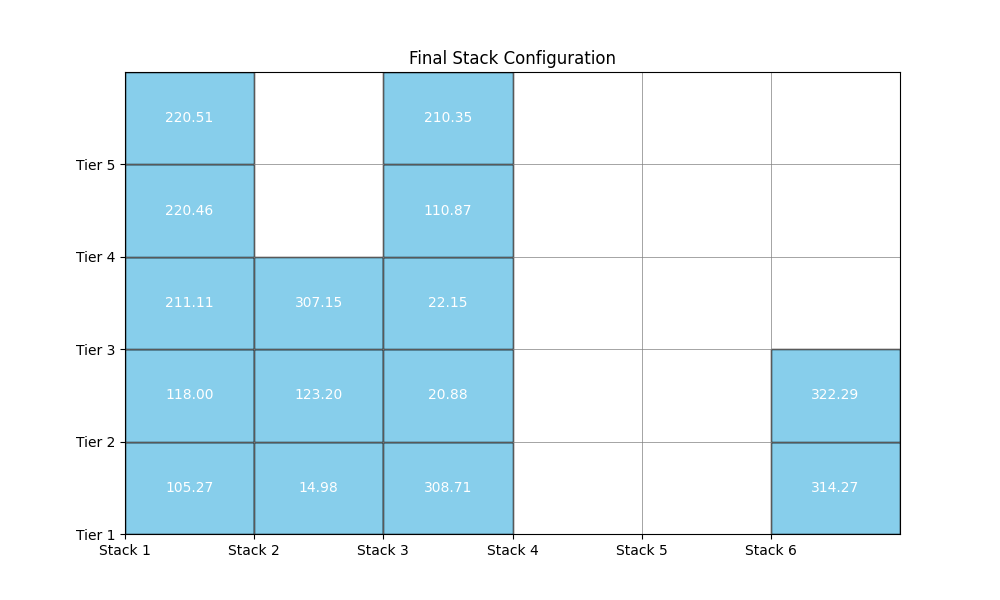 Final Stack Configuration
220.51 210.35
Tier 5
220.46 110.87
Tier 4
211.11 307.15 22.15
Tier 3
118.00 123.20 20.88 322.29
Tier 2
105.27 14.98 308.71 314.27
Tier 1
Stack 1 Stack 2 Stack 3 Stack 4 Stack 5 Stack 6